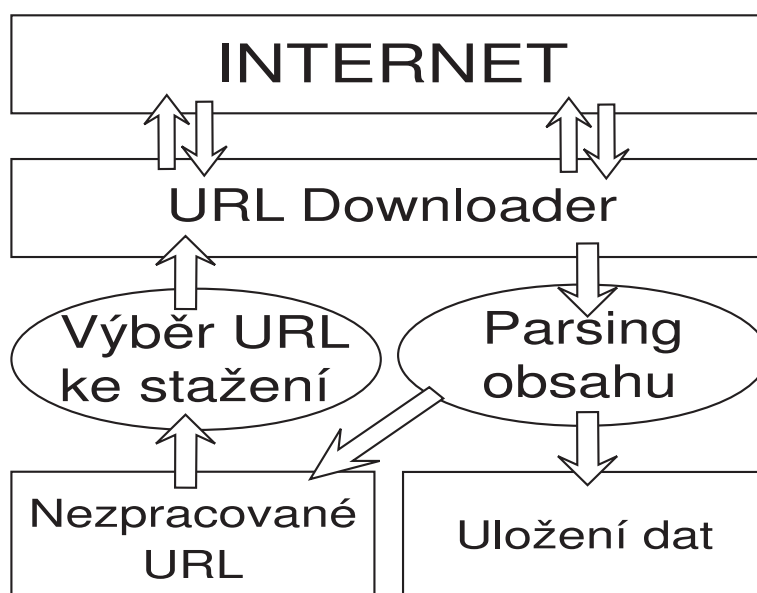 INTERNET
URL Downloader
Výběr URL
ke stažení
Parsing
obsahu
Nezpracované
URL
Uložení dat